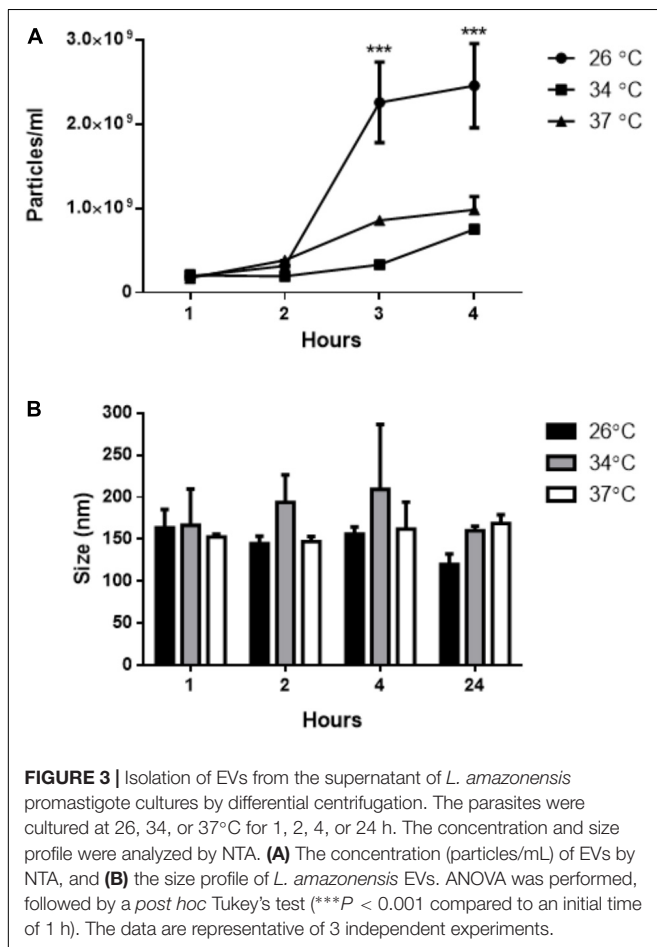 A
3.0×10⁹
2.0×10⁹
1.0×10⁹
0
Particles/ml
***
***
1 2 3 4
Hours
26 °C
34 °C
37 °C
B
300
250
200
150
100
50
0
Size (nm)
1 2 4 24
Hours
26°C
34°C
37°C
FIGURE 3 | Isolation of EVs from the supernatant of L. amazonensis
promastigote cultures by differential centrifugation. The parasites were
cultured at 26, 34, or 37°C for 1, 2, 4, or 24 h. The concentration and size
profile were analyzed by NTA. (A) The concentration (particles/mL) of EVs by
NTA, and (B) the size profile of L. amazonensis EVs. ANOVA was performed,
followed by a post hoc Tukey's test (***P < 0.001 compared to an initial time
of 1 h). The data are representative of 3 independent experiments.